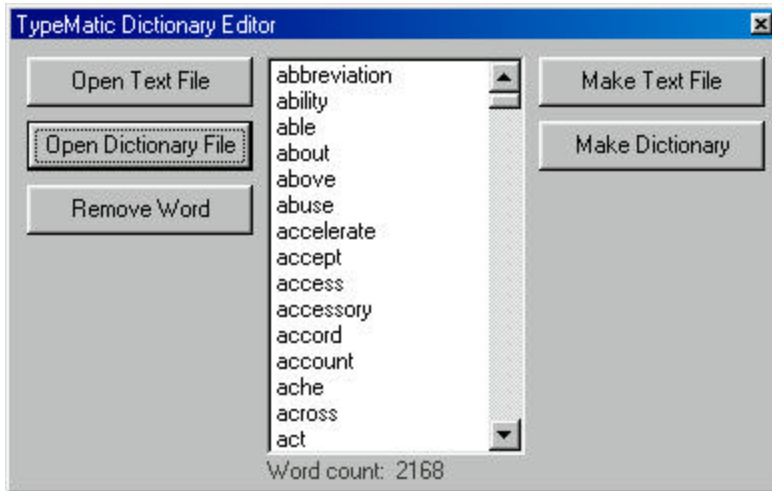 TypeMatic Dictionary Editor
Open Text File
Open Dictionary File
Remove Word
abbreviation
ability
able
about
above
abuse
accelerate
accept
access
accessory
accord
account
ache
across
act
Word count: 2168
Make Text File
Make Dictionary